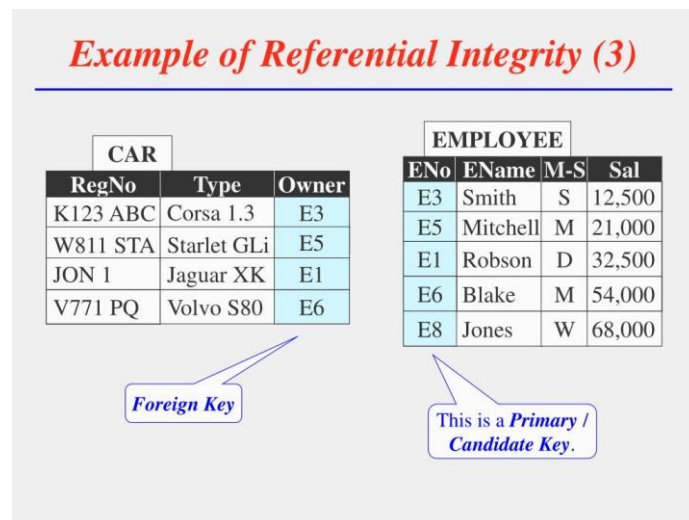 Example of Referential Integrity (3)
CAR
RegNo Type Owner
K123 ABC Corsa 1.3 E3
W811 STA Starlet GLi E5
JON 1 Jaguar XK E1
V771 PQ Volvo S80 E6
Foreign Key
EMPLOYEE
ENo EName M-S Sal
E3 Smith S 12,500
E5 Mitchell M 21,000
E1 Robson D 32,500
E6 Blake M 54,000
E8 Jones W 68,000
This is a Primary /
Candidate Key.